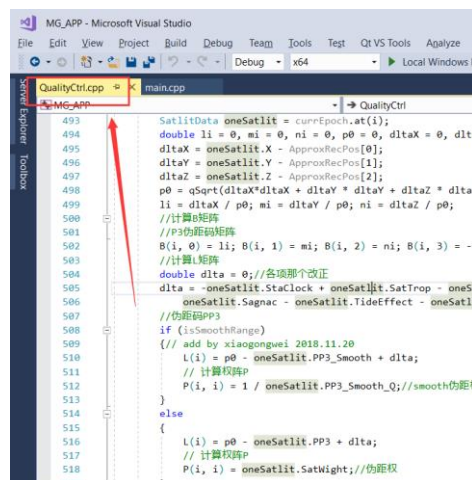 MG_APP - Microsoft Visual Studio
File Edit View Project Build Debug Team Tools Test Qt VS Tools Analyze
Debug x64 Local Windows
QualityCtrl.cpp main.cpp
MG_APP QualityCtrl
Server Explorer
Toolbox
493 SatlitData oneSatlit = currEpoch.at(i);
494 double li = 0, mi = 0, ni = 0, p0 = 0, dltaX = 0, dlt
495 dltaX = oneSatlit.X - ApproxRecPos[0];
496 dltaY = oneSatlit.Y - ApproxRecPos[1];
497 dltaZ = oneSatlit.Z - ApproxRecPos[2];
498 p0 = qSqrt(dltaX*dltaX + dltaY * dltaY + dltaZ * dlta
499 li = dltaX / p0; mi = dltaY / p0; ni = dltaZ / p0;
500 //计算B矩阵
501 //P3伪距码矩阵
502 B(i, 0) = li; B(i, 1) = mi; B(i, 2) = ni; B(i, 3) = -
503 //计算L矩阵
504 double dlta = 0;//各项那个改正
505 dlta = -oneSatlit.StaClock + oneSatlit.SatTrop - oneS
506 oneSatlit.Sagnac - oneSatlit.TideEffect - oneSatl
507 //伪距码PP3
508 if (isSmoothRange)
509 {// add by xiaogongwei 2018.11.20
510 L(i) = p0 - oneSatlit.PP3_Smooth + dlta;
511 // 计算权阵P
512 P(i, i) = 1 / oneSatlit.PP3_Smooth_Q;//smooth伪距
513 }
514 else
515 {
516 L(i) = p0 - oneSatlit.PP3 + dlta;
517 // 计算权阵P
518 P(i, i) = oneSatlit.SatWight;//伪距权